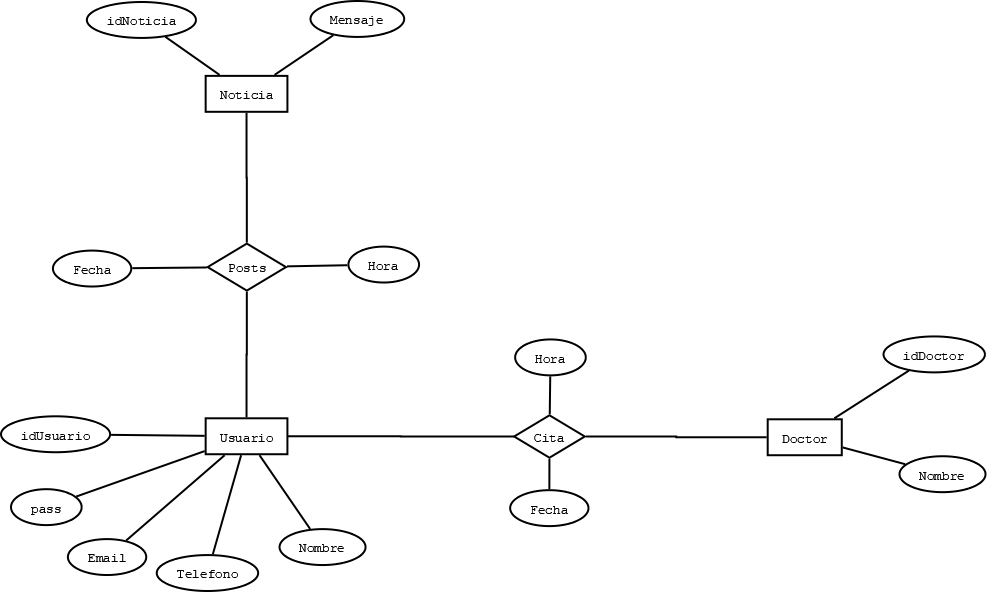 idNoticia
Mensaje
Noticia
Fecha
Posts
Hora
Hora
idDoctor
idUsuario
Usuario
Cita
Doctor
pass
Fecha
Nombre
Email
Telefono
Nombre